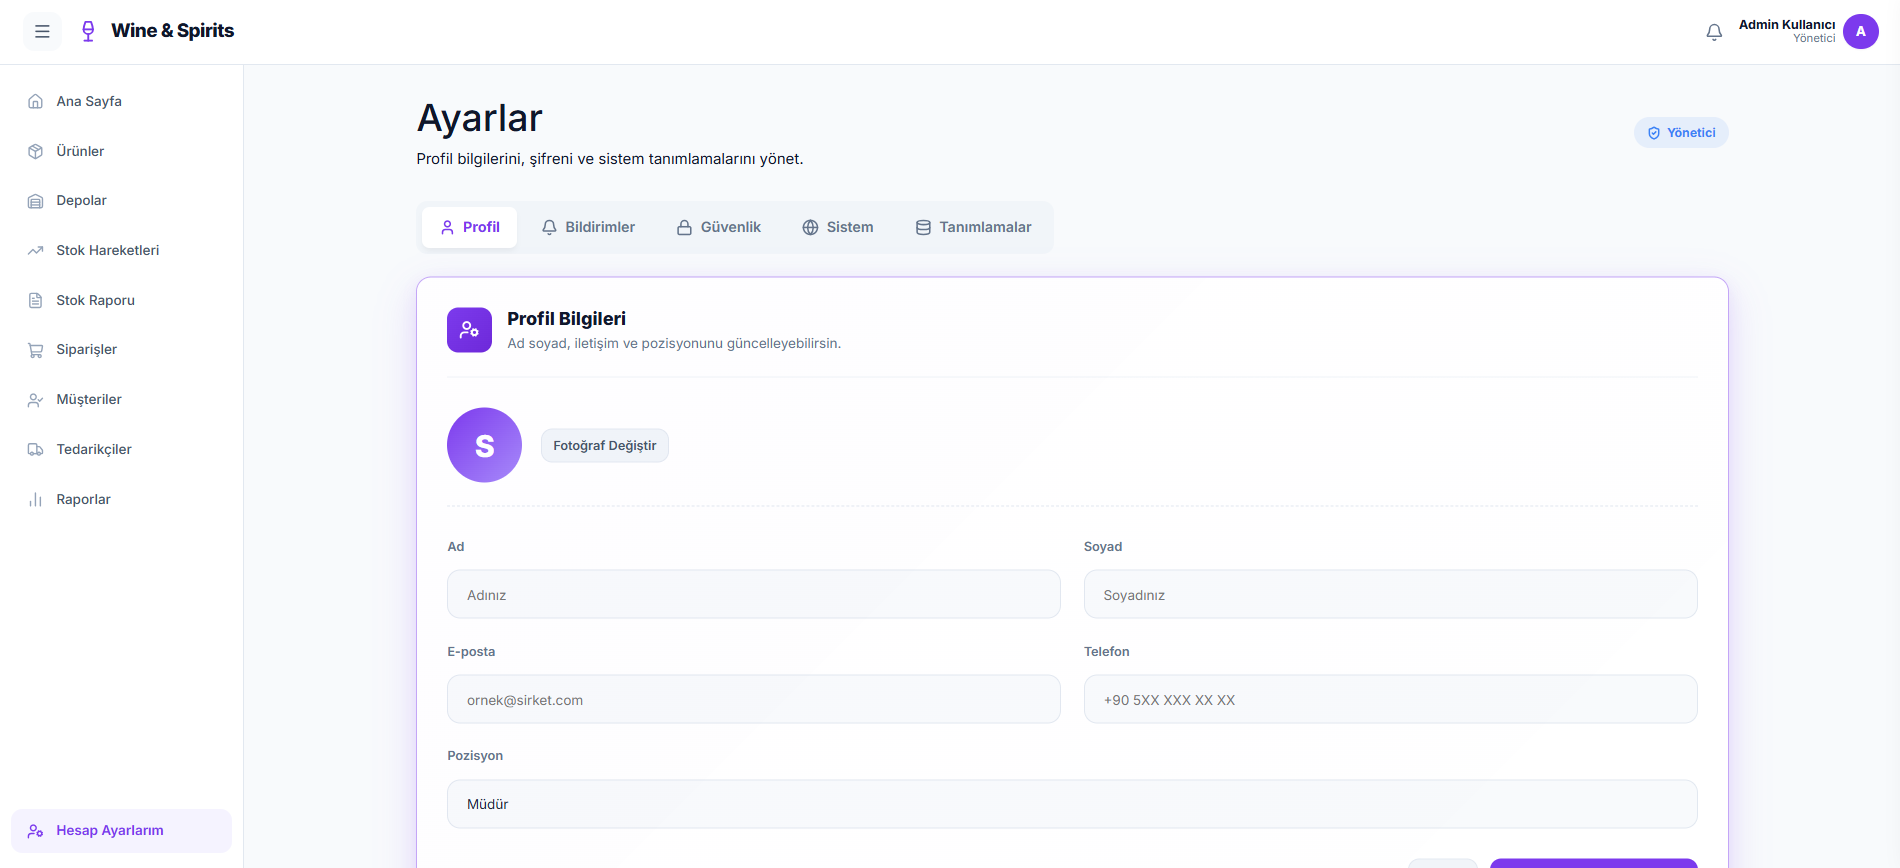 Wine & Spirits
Admin Kullanıcı
Yönetici
A
Ana Sayfa
Ürünler
Depolar
Stok Hareketleri
Stok Raporu
Siparişler
Müşteriler
Tedarikçiler
Raporlar
Hesap Ayarlarım
Ayarlar
Profil bilgilerini, şifreni ve sistem tanımlamalarını yönet.
Yönetici
Profil
Bildirimler
Güvenlik
Sistem
Tanımlamalar
Profil Bilgileri
Ad soyad, iletişim ve pozisyonunu güncelleyebilirsin.
S
Fotoğraf Değiştir
Ad
Adınız
Soyad
Soyadınız
E-posta
ornek@sirket.com
Telefon
+90 5XX XXX XX XX
Pozisyon
Müdür